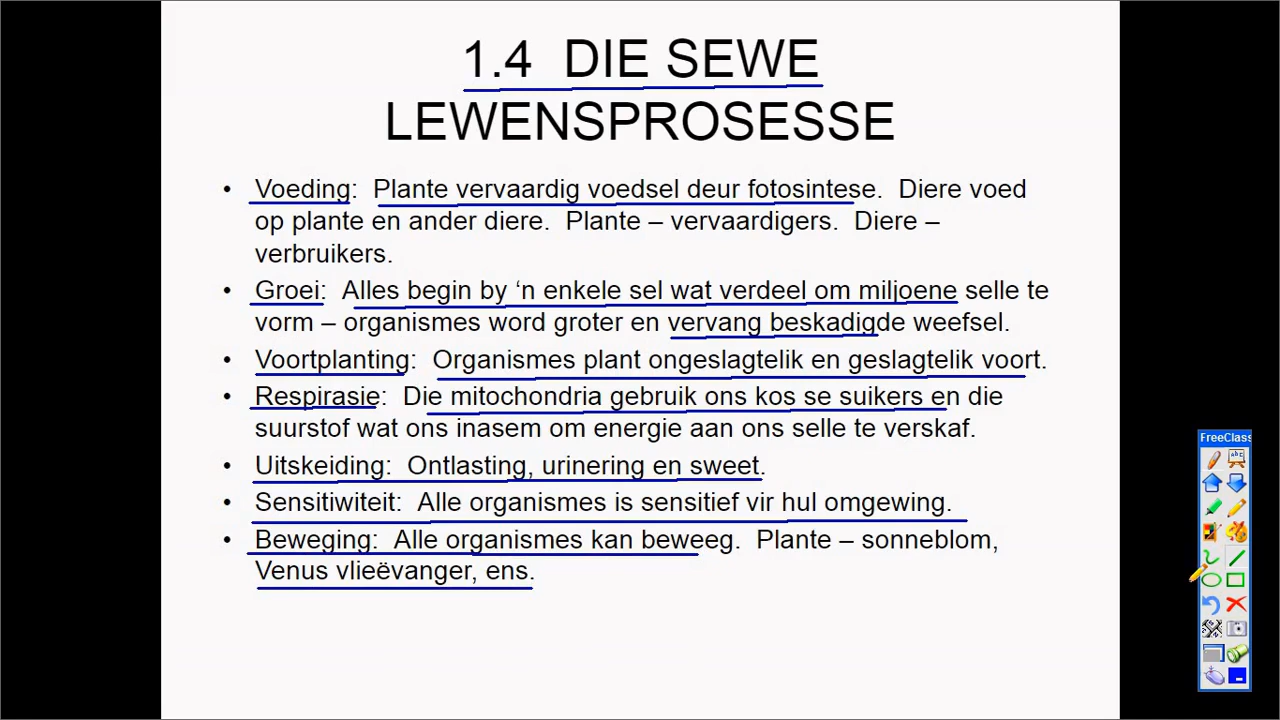 1.4 DIE SEWE
LEWENSPROSESSE
• Voeding: Plante vervaardig voedsel deur fotosintese. Diere voed
op plante en ander diere. Plante – vervaardigers. Diere –
verbruikers.
• Groei: Alles begin by ‘n enkele sel wat verdeel om miljoene selle te
vorm – organismes word groter en vervang beskadigde weefsel.
• Voortplanting: Organismes plant ongeslagtelik en geslagtelik voort.
• Respirasie: Die mitochondria gebruik ons kos se suikers en die
suurstof wat ons inasem om energie aan ons selle te verskaf.
• Uitskeiding: Ontlasting, urinering en sweet.
• Sensitiwiteit: Alle organismes is sensitief vir hul omgewing.
• Beweging: Alle organismes kan beweeg. Plante – sonneblom,
Venus vlieëvanger, ens.
FreeClass